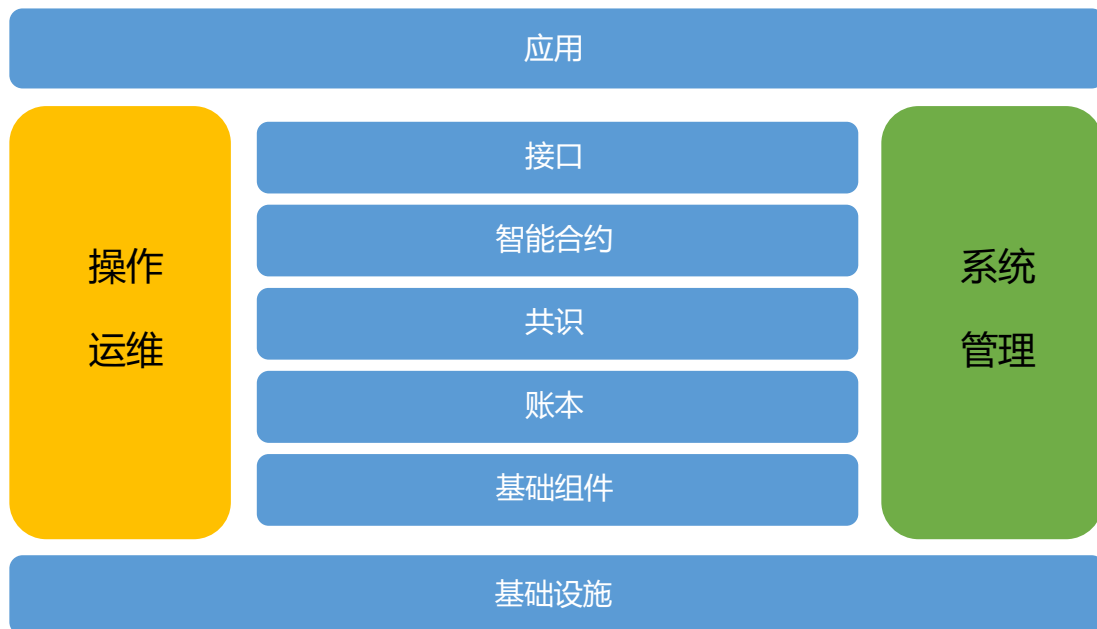 应用
接口
智能合约
共识
账本
基础组件
操作
运维
系统
管理
基础设施